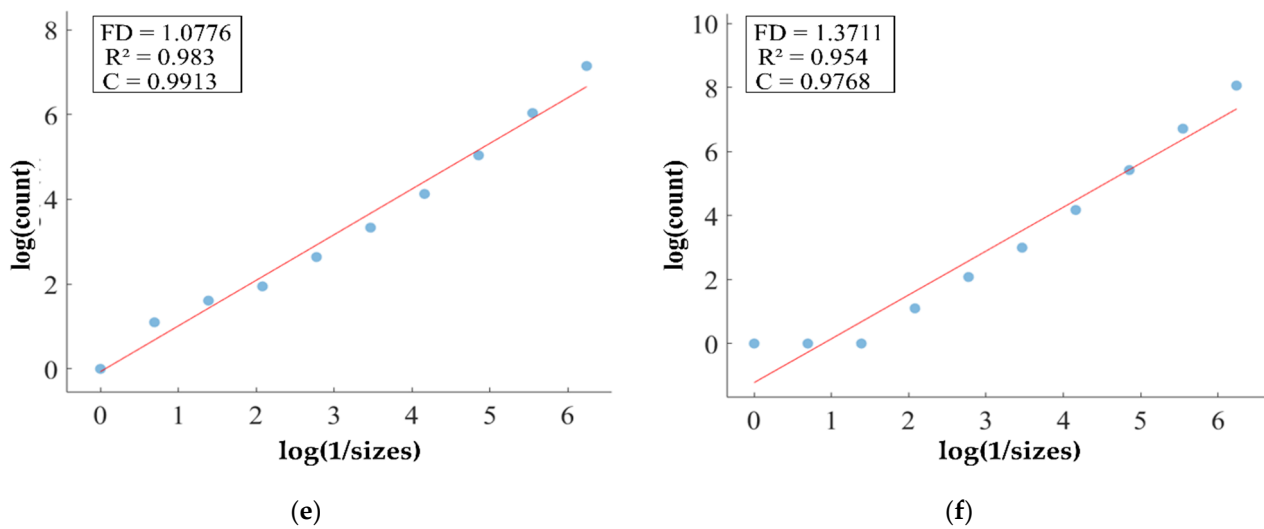 FD = 1.0776
R² = 0.983
C = 0.9913
8
6
4
2
0
log(count)
0 1 2 3 4 5 6
log(1/sizes)
(e)
FD = 1.3711
R² = 0.954
C = 0.9768
10
8
6
4
2
0
log(count)
0 1 2 3 4 5 6
log(1/sizes)
(f)